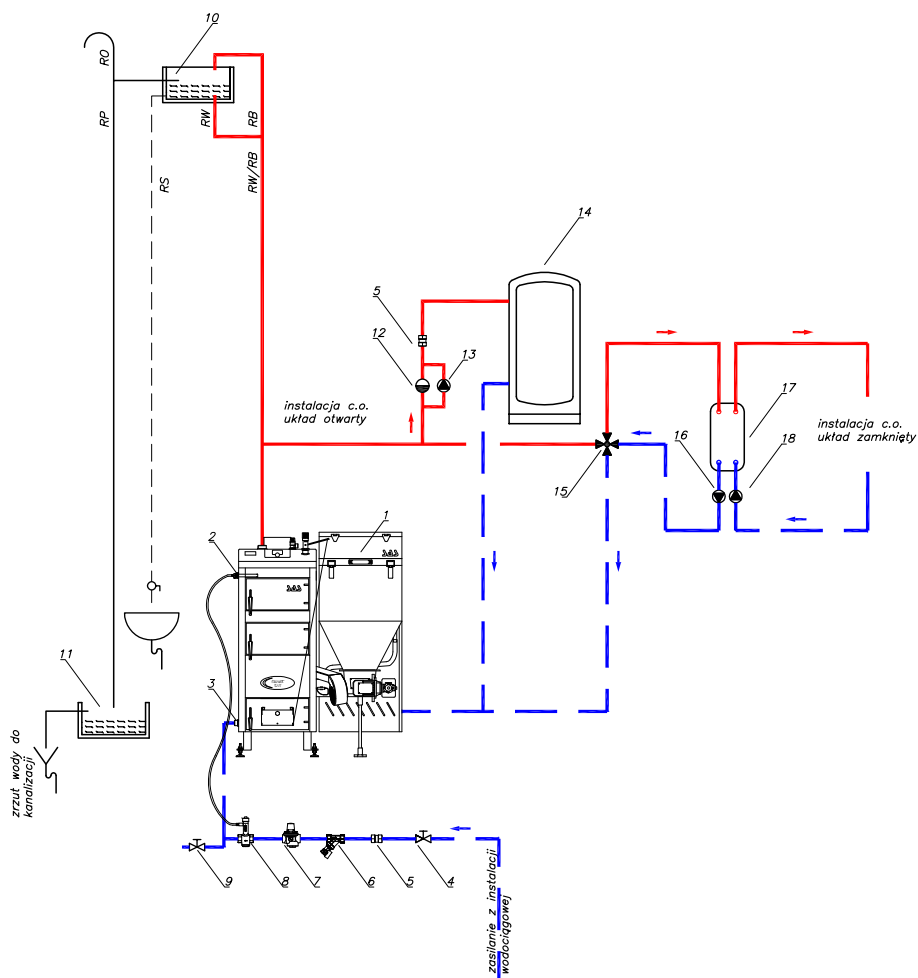 10
RO
RP
RW
RB
RW/RB
RS
14
5
12
13
instalacja c.o.
układ otwarty
17
instalacja c.o.
układ zamknięty
16
18
15
1
2
3
11
zrzut wody do
kanalizacji
9
8
7
6
5
4
zasilanie z instalacji
wodociągowej